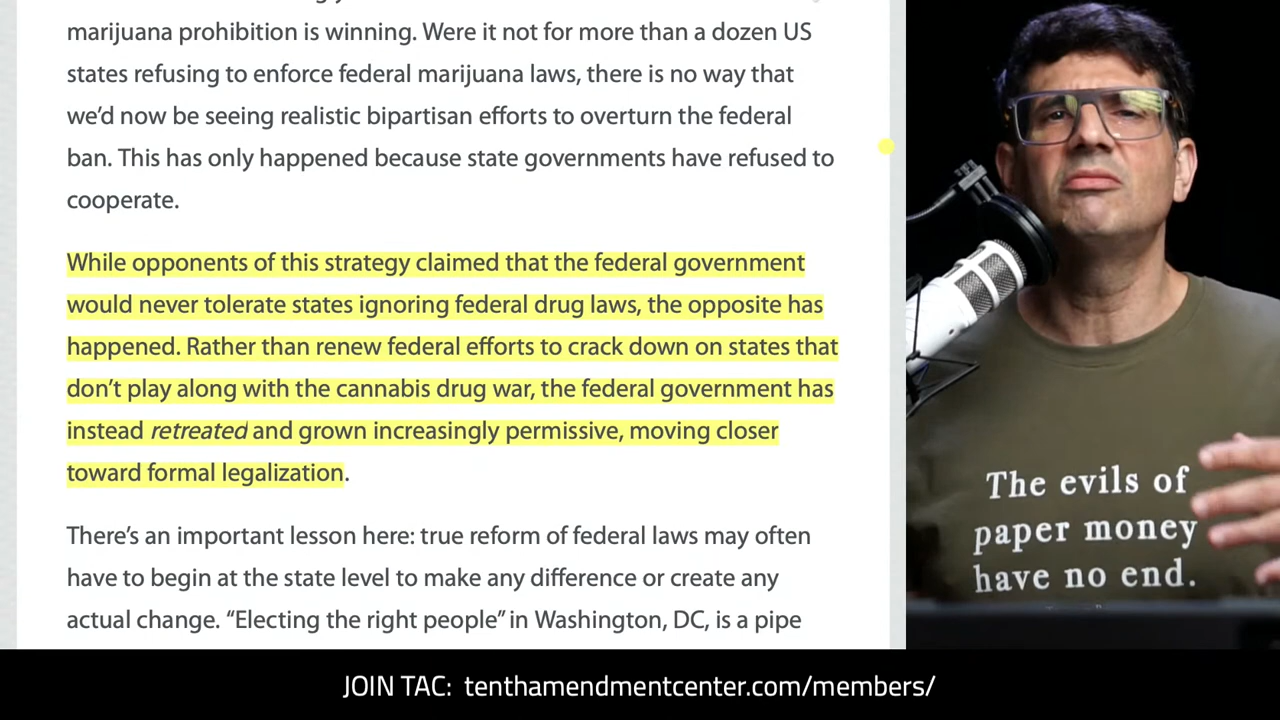 marijuana prohibition is winning. Were it not for more than a dozen US
states refusing to enforce federal marijuana laws, there is no way that
we’d now be seeing realistic bipartisan efforts to overturn the federal
ban. This has only happened because state governments have refused to
cooperate.
While opponents of this strategy claimed that the federal government
would never tolerate states ignoring federal drug laws, the opposite has
happened. Rather than renew federal efforts to crack down on states that
don’t play along with the cannabis drug war, the federal government has
instead retreated and grown increasingly permissive, moving closer
toward formal legalization.
There’s an important lesson here: true reform of federal laws may often
have to begin at the state level to make any difference or create any
actual change. “Electing the right people” in Washington, DC, is a pipe
The evils of
paper money
have no end.
JOIN TAC: tenthamendmentcenter.com/members/